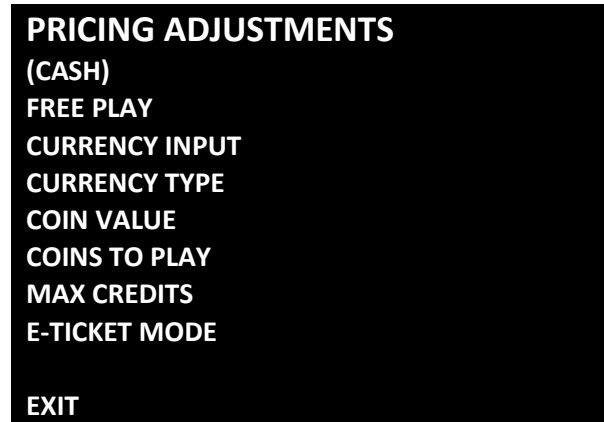 PRICING ADJUSTMENTS
(CASH)
FREE PLAY
CURRENCY INPUT
CURRENCY TYPE
COIN VALUE
COINS TO PLAY
MAX CREDITS
E-TICKET MODE
EXIT